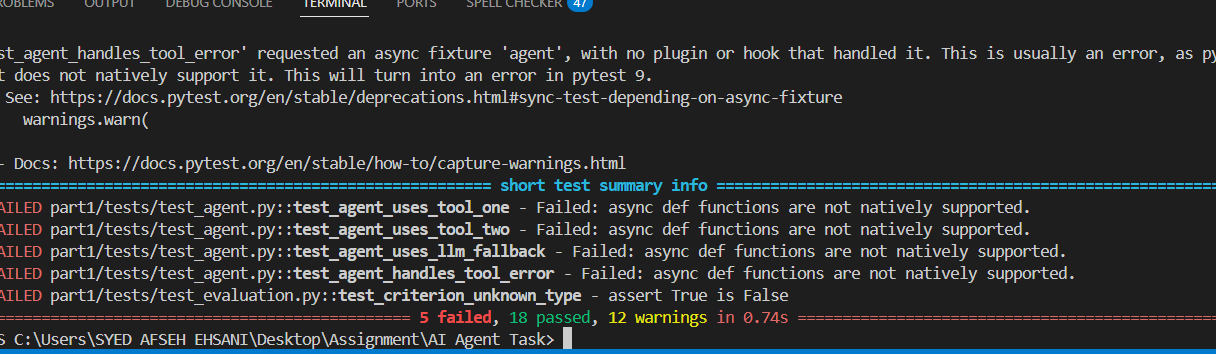 ROBLEMS OUTPUT DEBUG CONSOLE TERMINAL PORTS SPELL CHECKER 47
st_agent_handles_tool_error' requested an async fixture 'agent', with no plugin or hook that handled it. This is usually an error, as py
t does not natively support it. This will turn into an error in pytest 9.
See: https://docs.pytest.org/en/stable/deprecations.html#sync-test-depending-on-async-fixture
warnings.warn(
- Docs: https://docs.pytest.org/en/stable/how-to/capture-warnings.html
======================================================= short test summary info =======================================================
AILED part1/tests/test_agent.py::test_agent_uses_tool_one - Failed: async def functions are not natively supported.
AILED part1/tests/test_agent.py::test_agent_uses_tool_two - Failed: async def functions are not natively supported.
AILED part1/tests/test_agent.py::test_agent_uses_llm_fallback - Failed: async def functions are not natively supported.
AILED part1/tests/test_agent.py::test_agent_handles_tool_error - Failed: async def functions are not natively supported.
AILED part1/tests/test_evaluation.py::test_criterion_unknown_type - assert True is False
============================================== 5 failed, 18 passed, 12 warnings in 0.74s ==============================================
S C:\Users\SYED AFSEH EHSANI\Desktop\Assignment\AI Agent Task>